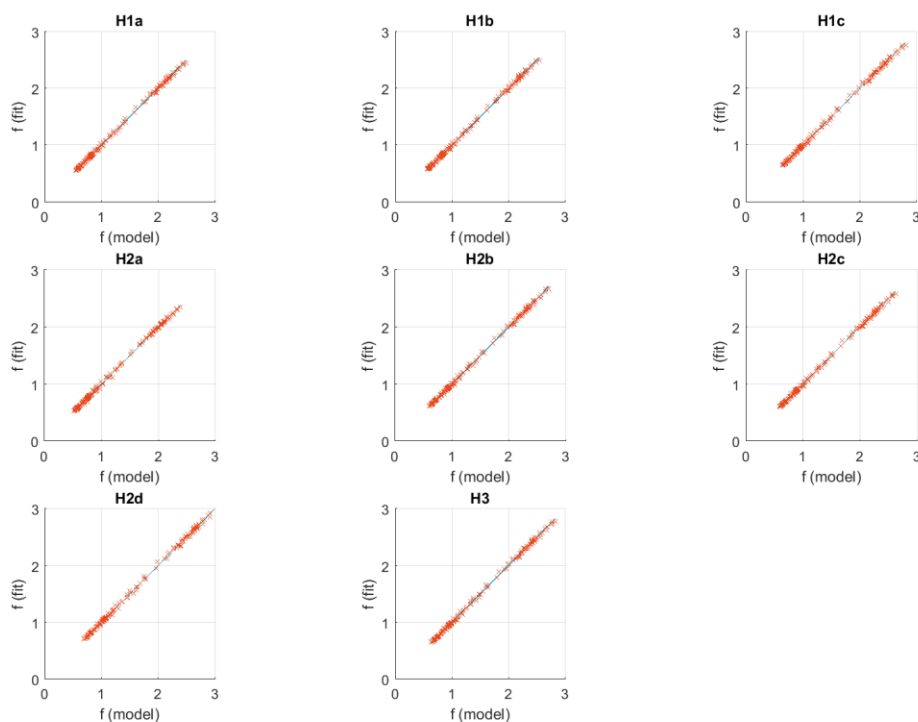 H1a
3
2
1
0
f (fit)
0 1 2 3
f (model)
H1b
3
2
1
0
f (fit)
0 1 2 3
f (model)
H1c
3
2
1
0
f (fit)
0 1 2 3
f (model)
H2a
3
2
1
0
f (fit)
0 1 2 3
f (model)
H2b
3
2
1
0
f (fit)
0 1 2 3
f (model)
H2c
3
2
1
0
f (fit)
0 1 2 3
f (model)
H2d
3
2
1
0
f (fit)
0 1 2 3
f (model)
H3
3
2
1
0
f (fit)
0 1 2 3
f (model)